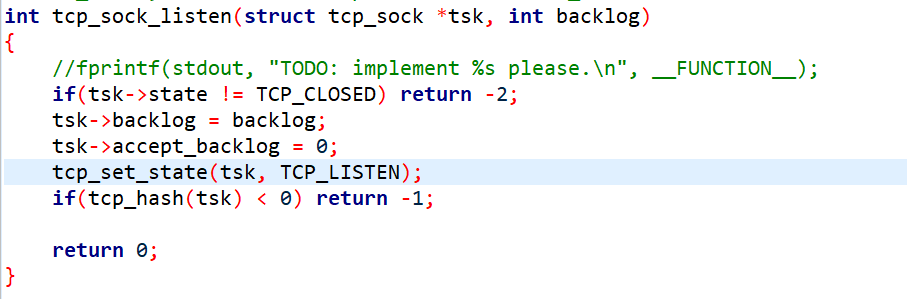 int tcp_sock_listen(struct tcp_sock *tsk, int backlog)
{
    //fprintf(stdout, "TODO: implement %s please.\n", __FUNCTION__);
    if(tsk->state != TCP_CLOSED) return -2;
    tsk->backlog = backlog;
    tsk->accept_backlog = 0;
    tcp_set_state(tsk, TCP_LISTEN);
    if(tcp_hash(tsk) < 0) return -1;

    return 0;
}